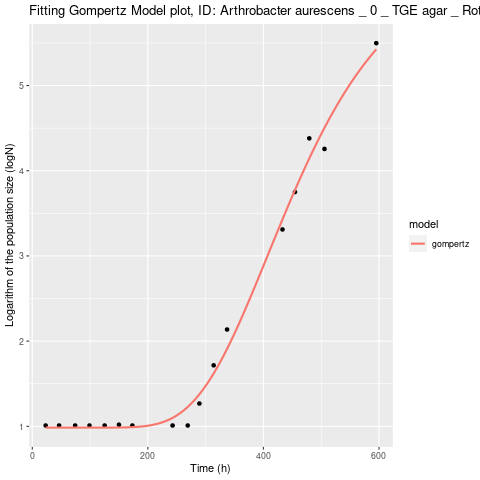 Fitting Gompertz Model plot, ID: Arthrobacter aurescens _ 0 _ TGE agar _ Rot
Logarithm of the population size (logN)
5
4
3
2
1
0
200
400
600
Time (h)
model
gompertz